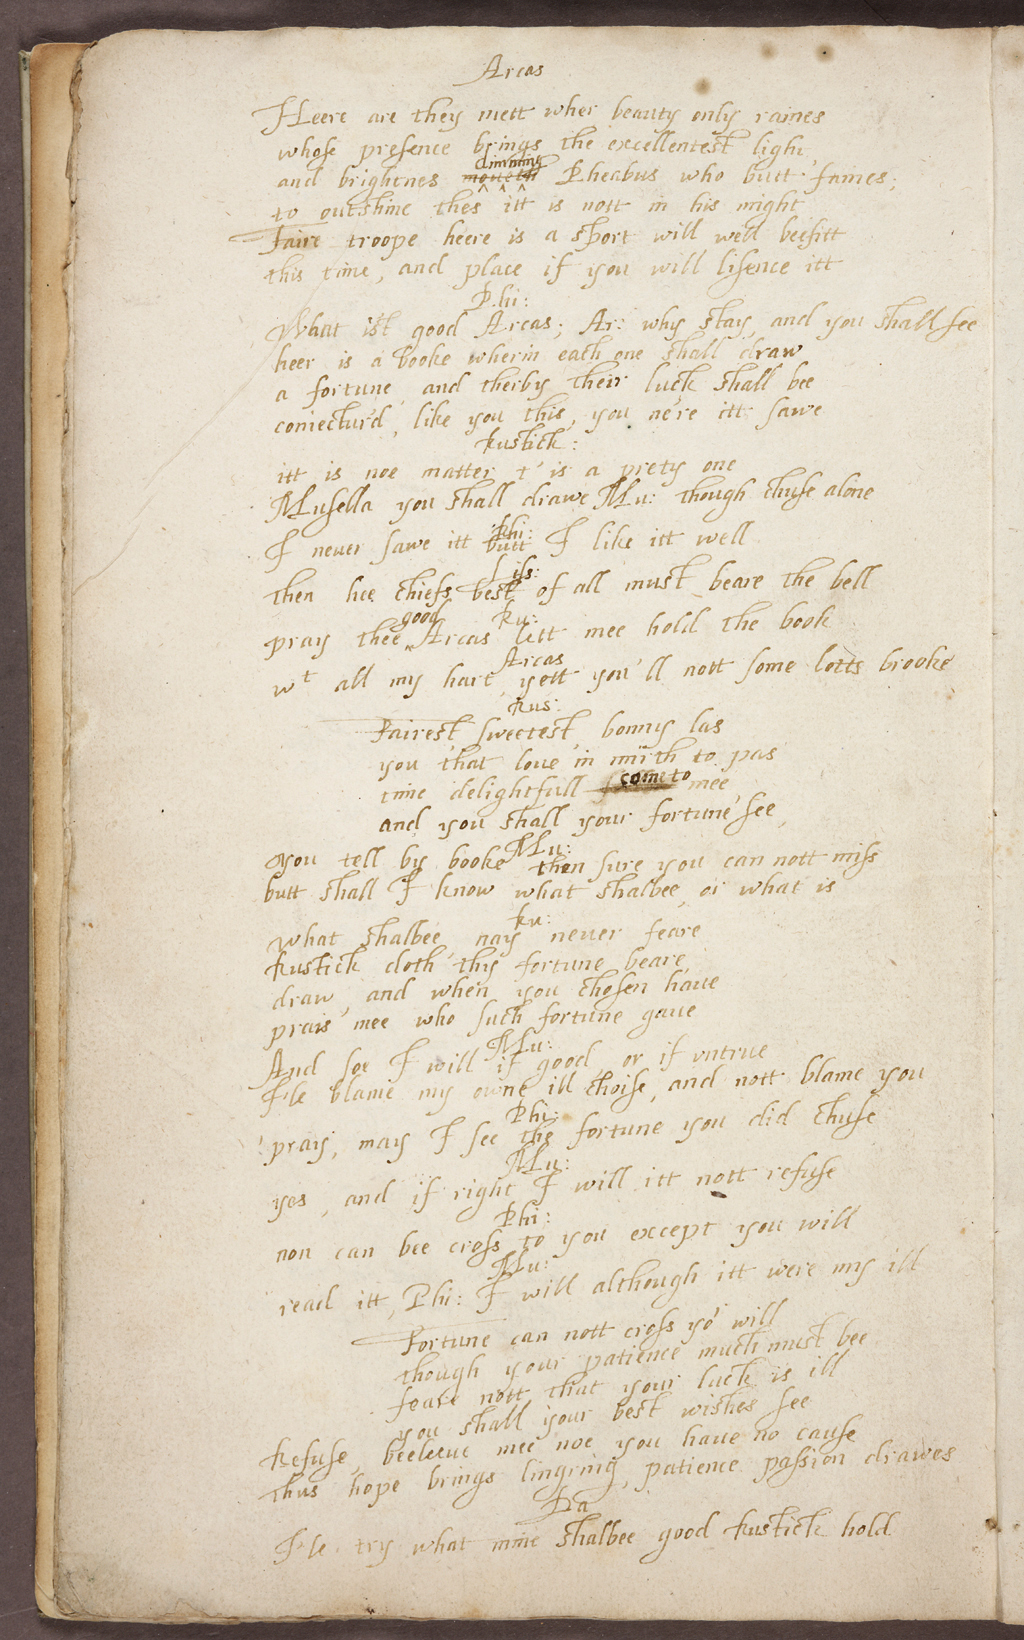 Arcas
Heere are they mett wher beauty only raines
whose presence brings the excellentest light,
dimming
and brightnes moueth Pheabus who butt faines;
to outshine thes itt is nott in his might
Faire troope heere is a sport will well beefitt
this time, and place if you will lisence itt
Phi:
What ist good Arcas; Ar: why stay, and you shall see
heer is a booke wherin each one shall draw
a fortune, and therby their luck shall bee
coniectur'd, like you this, you ne're itt sawe
Rustick:
itt is noe matter t'is a prety one
Musella you shall drawe Mu: though chuse alone
Phi:
I neuer sawe itt butt I like itt well
Liss:
then hee chiefs best of all must beare the bell
good Ru:
pray thee Arcas lett mee hold the book
Arcas
wt all my hart, yett you'll nott some lotts brooke
Rus:
Fairest, sweetest, bonny las
you that loue in mirth to pas
time delightfull come to mee
and you shall your fortune see,
Mu:
You tell by booke then sure you can nott miss
butt shall I know what shalbee, or what is
Ru:
What shalbee, nay neuer feare
Rustick doth thy fortune beare,
draw, and when you chosen haue
prais mee who such fortune gaue
Mu:
And soe I will if good, or if vntrue
I'le blame my owne ill choise, and nott blame you
Phi:
pray, may I see the fortune you did chuse
Mu:
yes, and if right I will itt nott refuse
Phi:
non can bee cross to you except you will
Mu:
read itt, Phi: I will although itt were my ill
Fortune can nott cross yor will
though your patience much must bee
feare nott that your luck is ill
you shall your best wishes see
Refuse, beeleeue mee noe you haue no cause
thus hope brings lingring, patience passion drawes
Da
I'le try what mine shalbee good Rustick hold